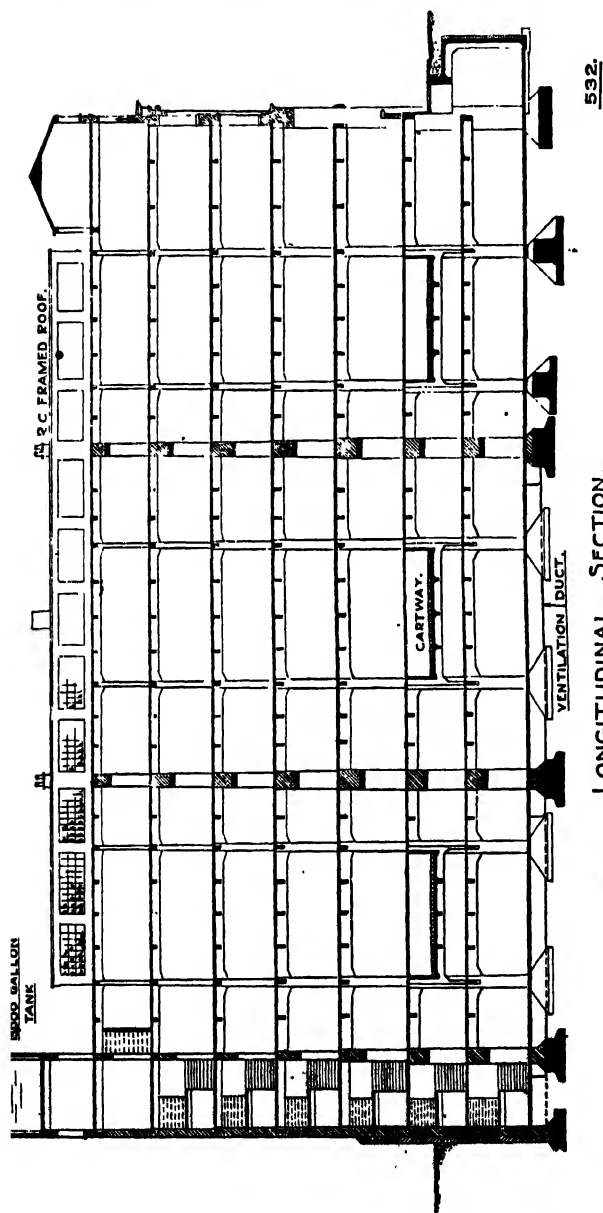 5000 GALLON
TANK
R.C FRAMED ROOF.
CARTWAY.
VENTILATION DUCT.
LONGITUDINAL SECTION.
532.